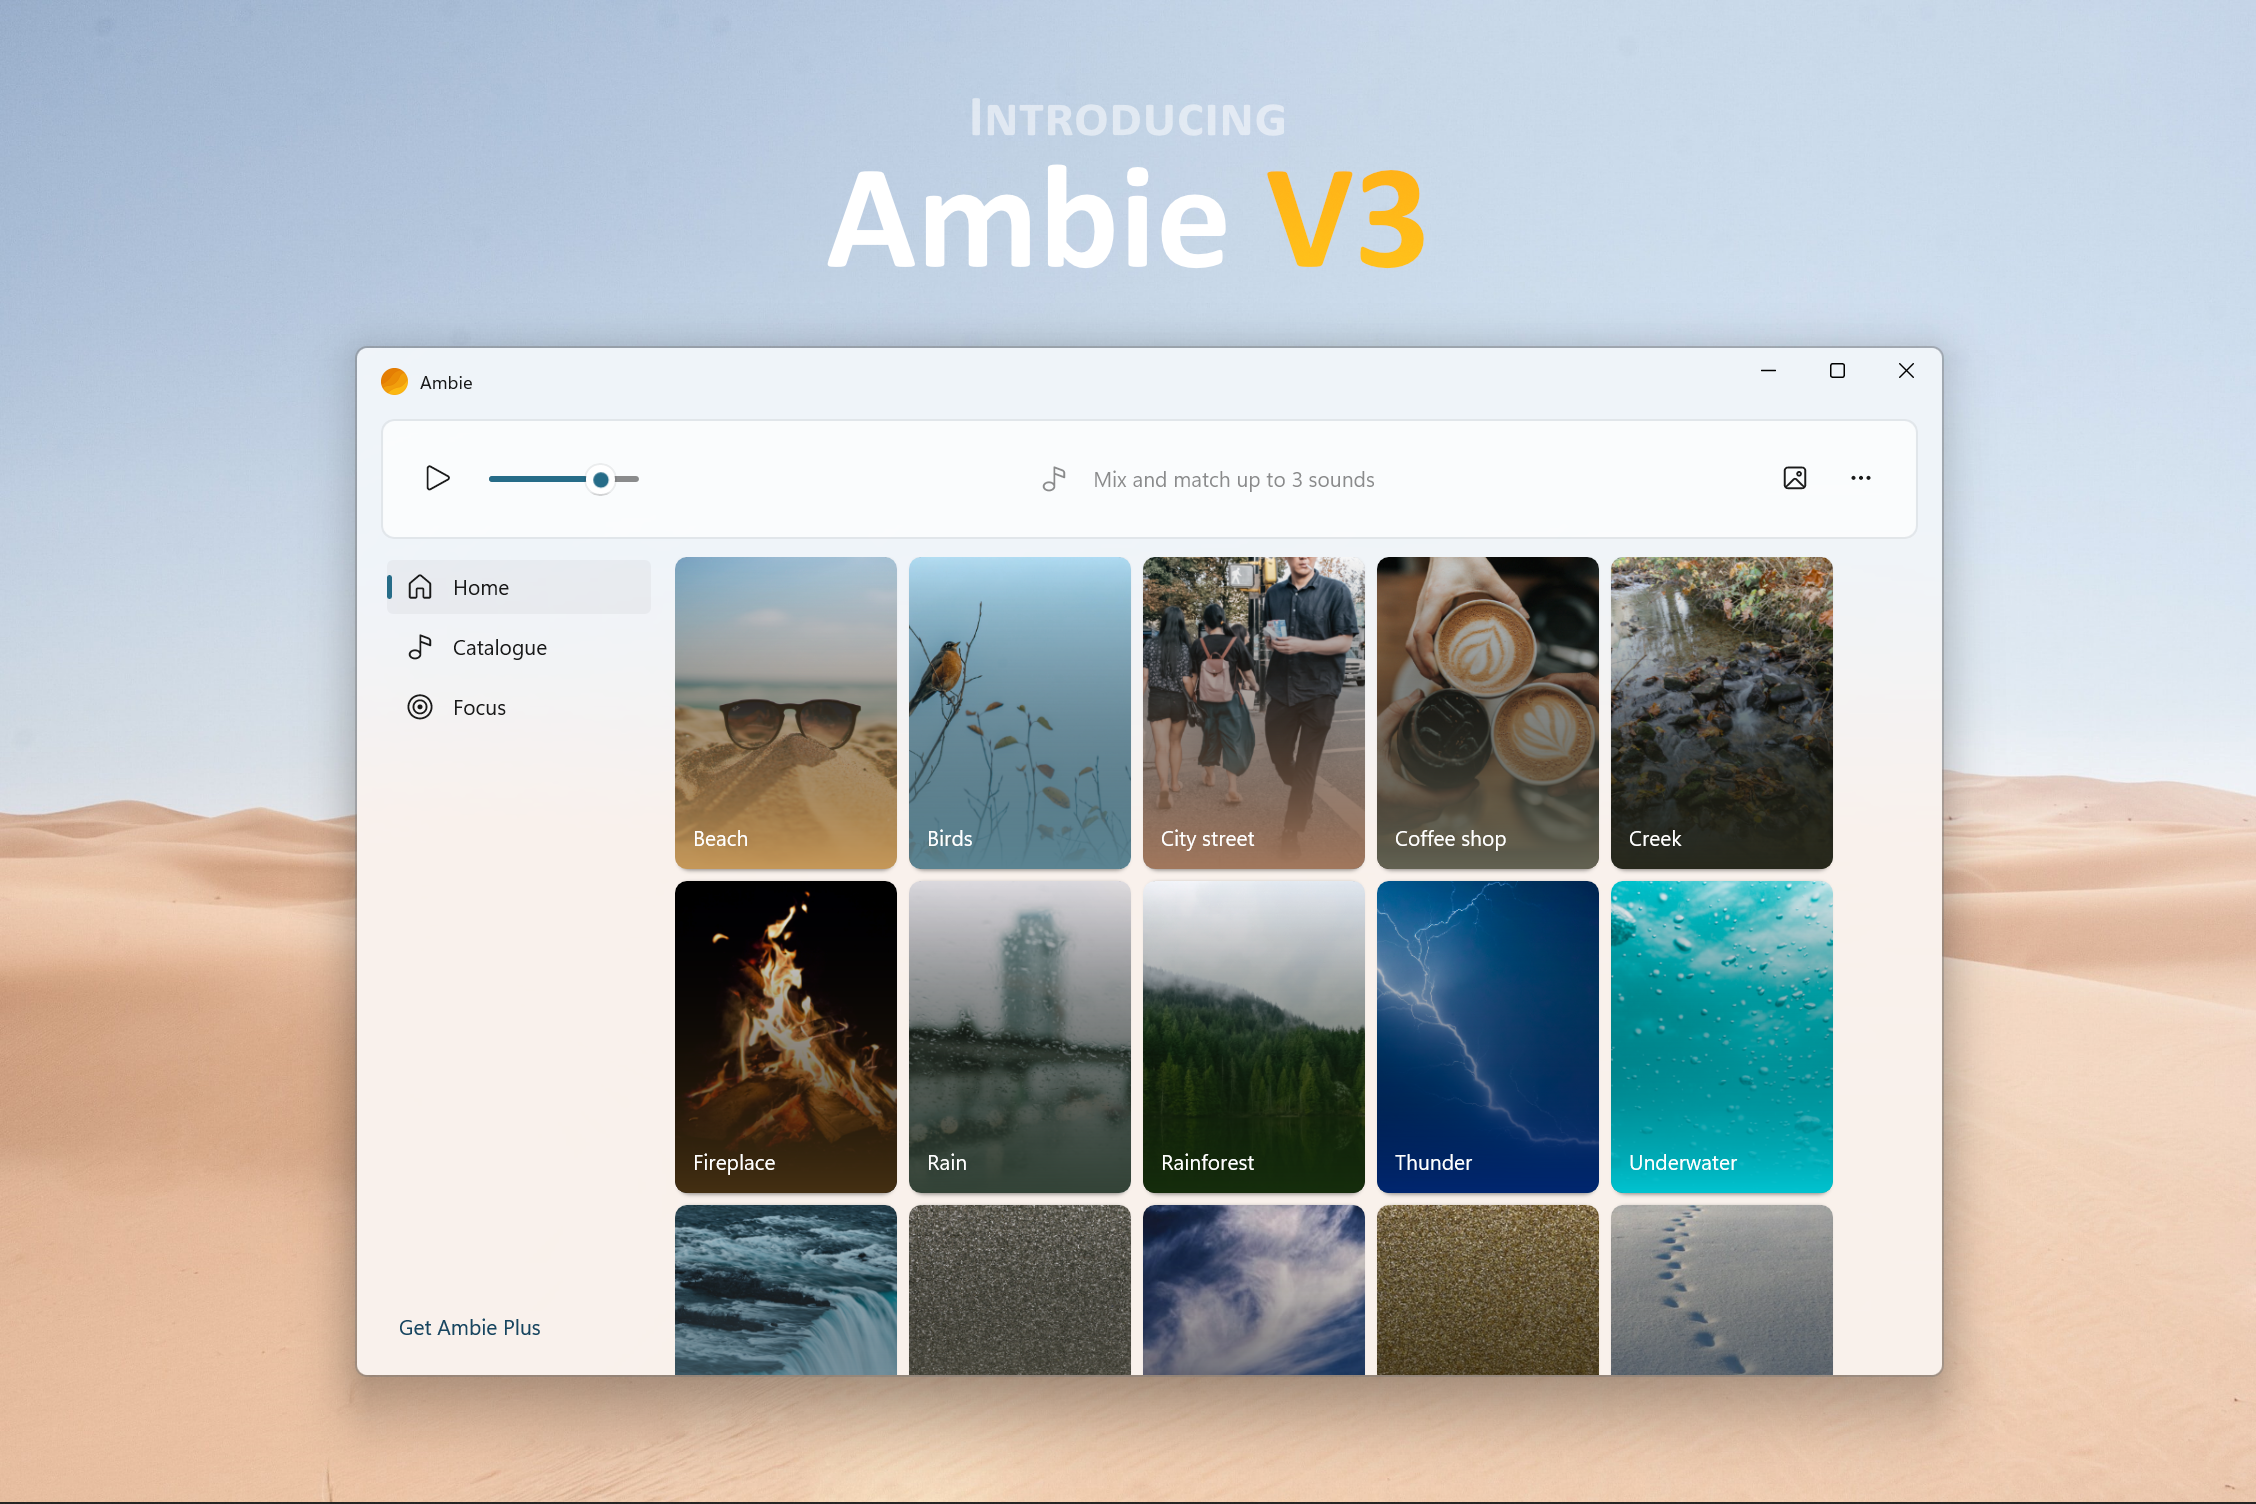 INTRODUCING
Ambie V3
Ambie
Mix and match up to 3 sounds
Home
Catalogue
Focus
Beach
Birds
City street
Coffee shop
Creek
Fireplace
Rain
Rainforest
Thunder
Underwater
Get Ambie Plus